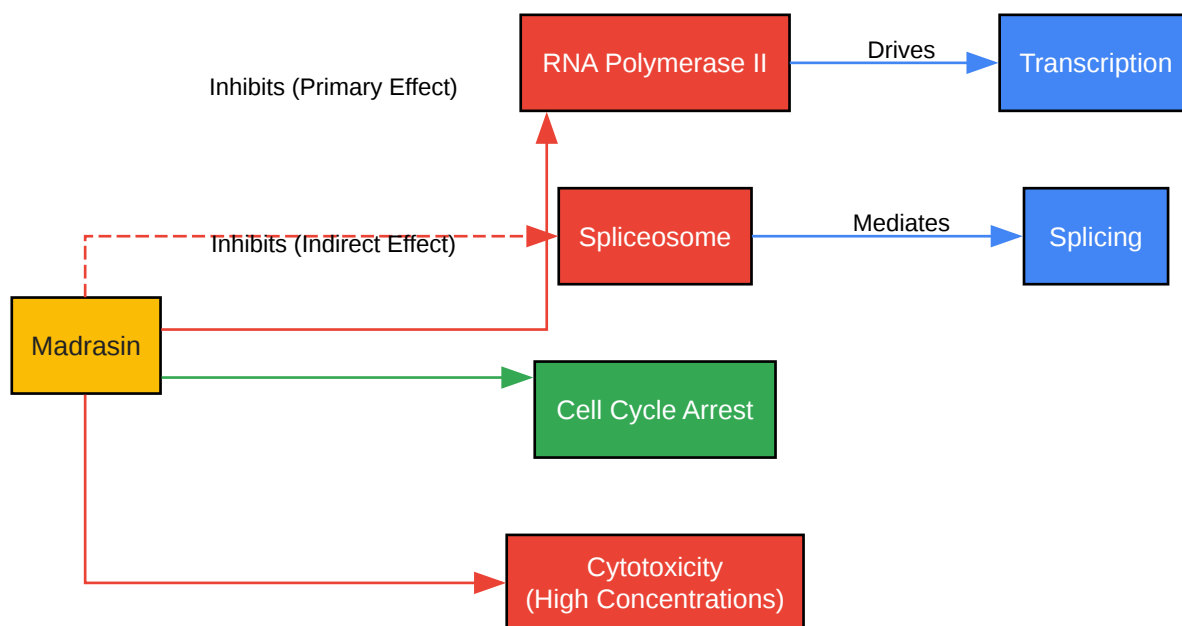 RNA Polymerase II
Drives
Transcription
Inhibits (Primary Effect)
Spliceosome
Mediates
Splicing
Inhibits (Indirect Effect)
Madrasin
Cell Cycle Arrest
Cytotoxicity
(High Concentrations)